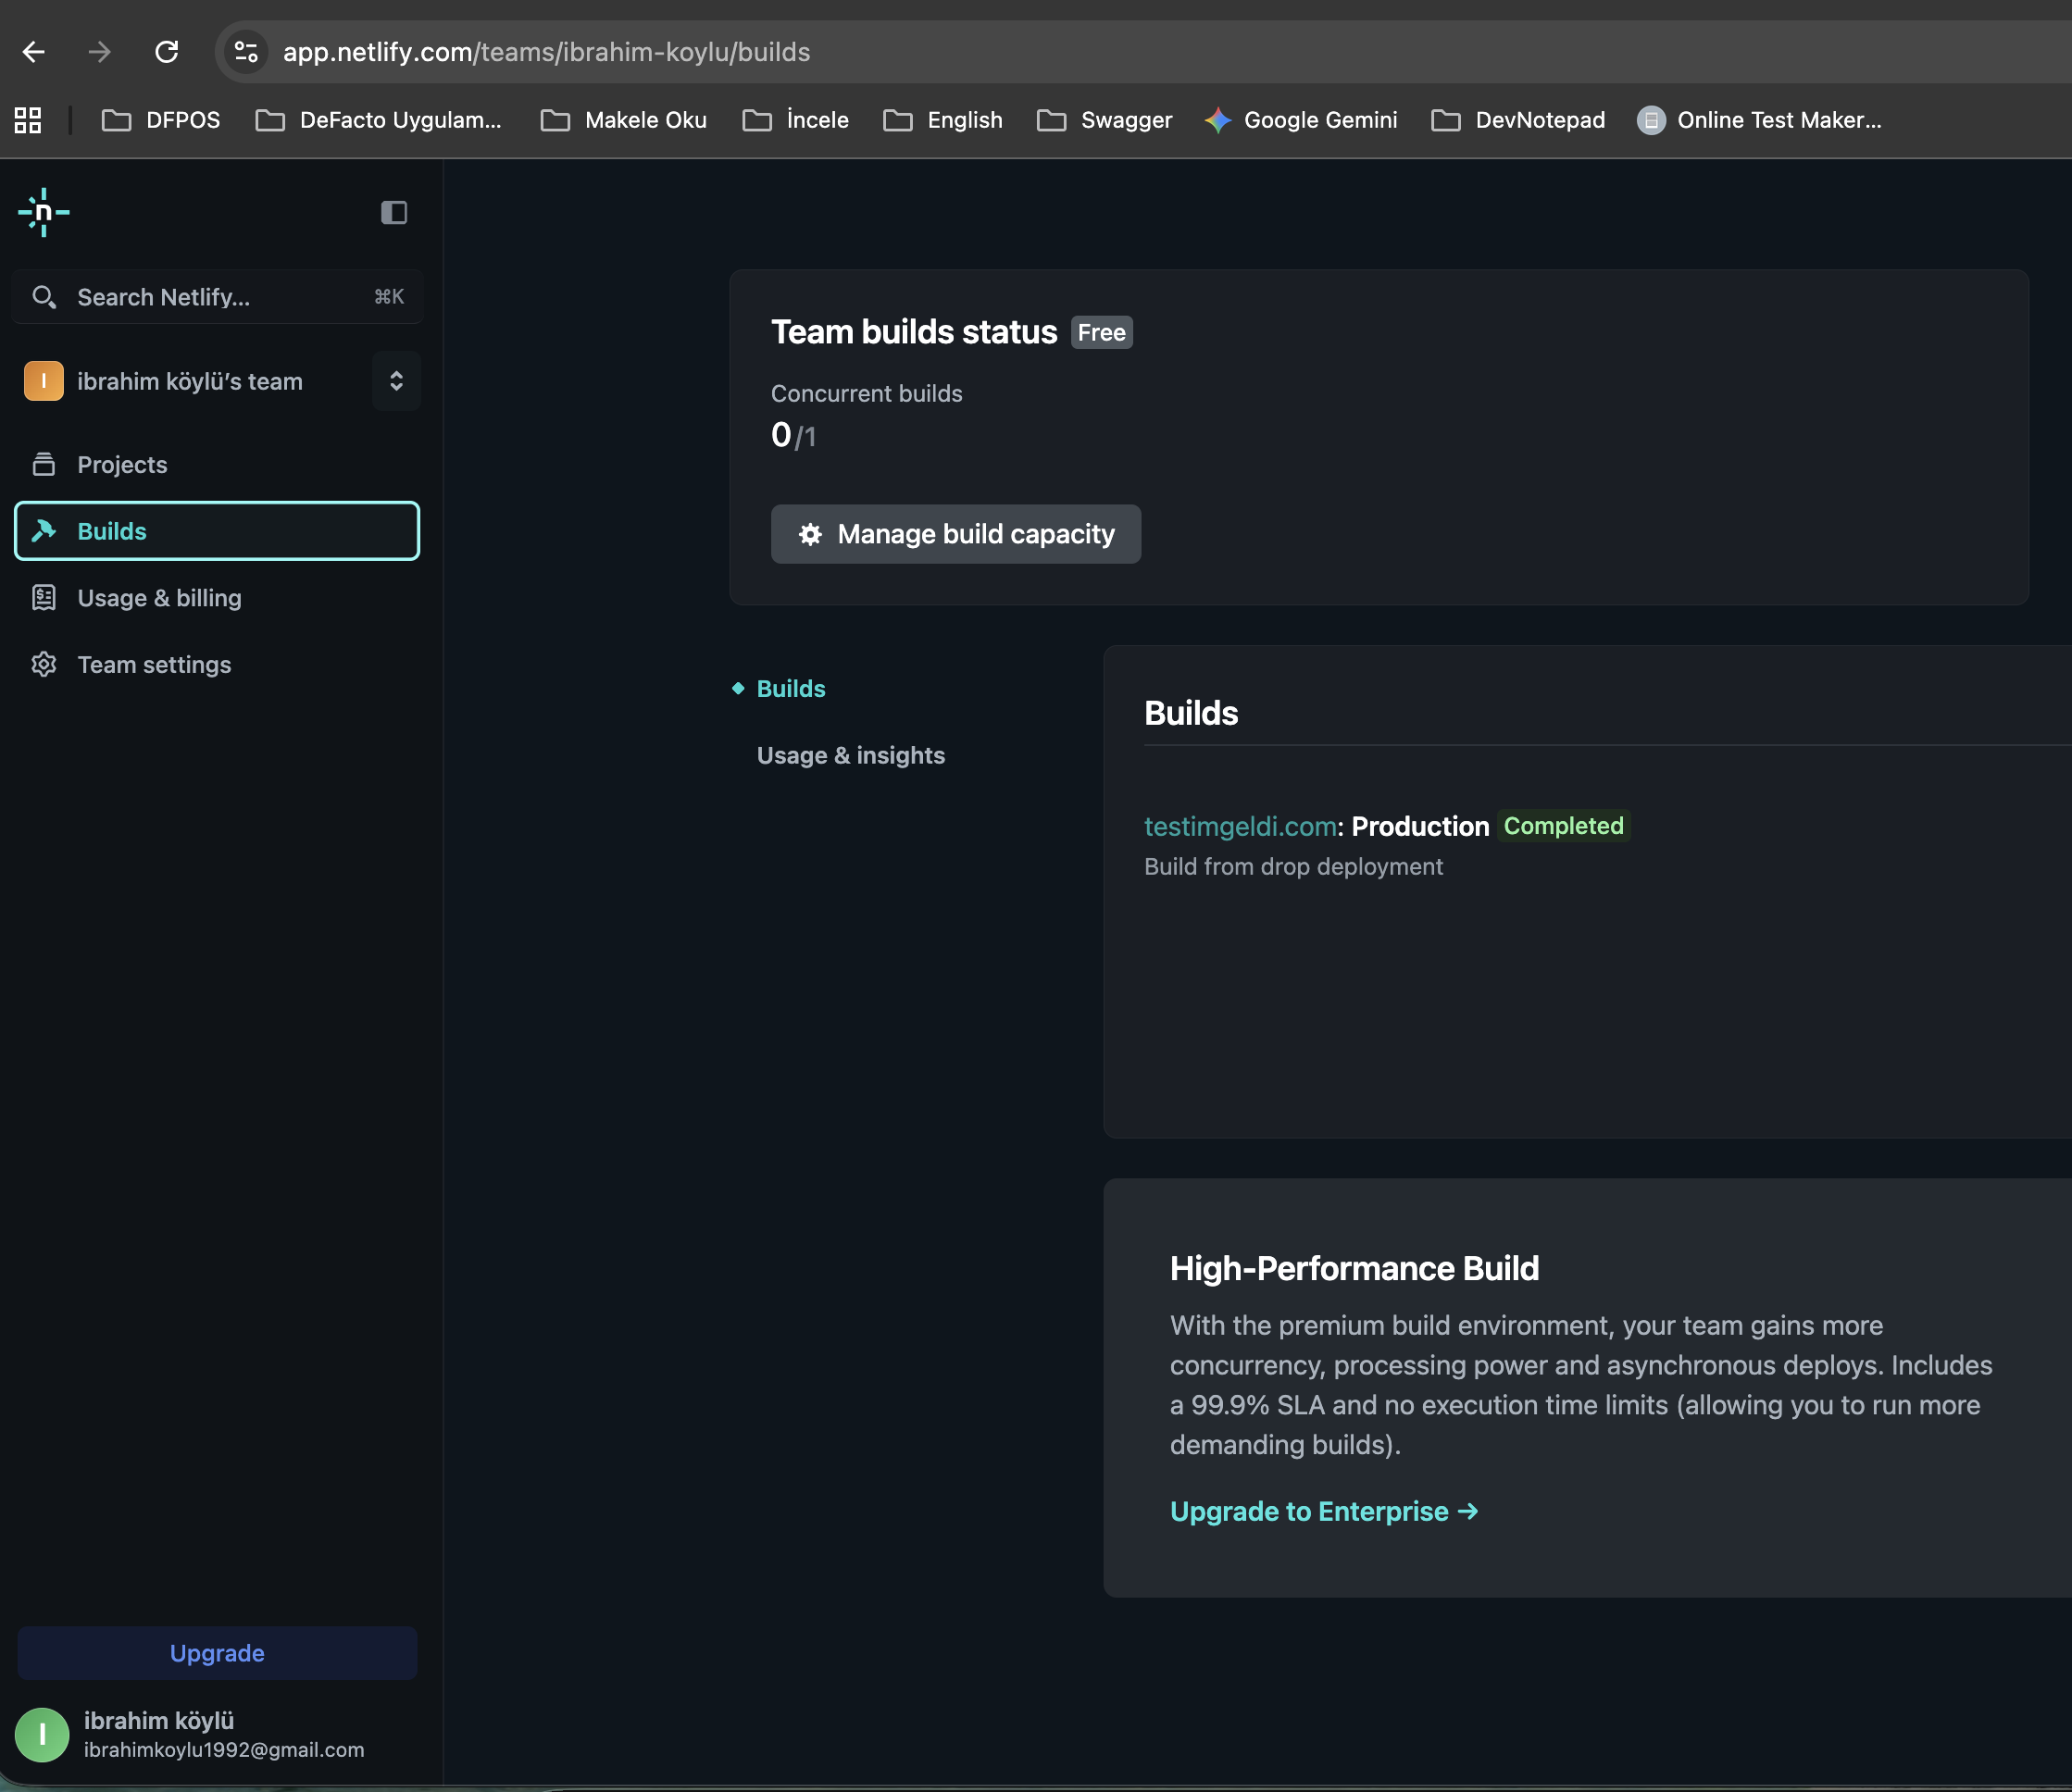 app.netlify.com/teams/ibrahim-koylu/builds
DFPOS
DeFacto Uygulam...
Makele Oku
İncele
English
Swagger
Google Gemini
DevNotepad
Online Test Maker...
n
Search Netlify...
⌘K
I
ibrahim köylü's team
Projects
Builds
Usage & billing
Team settings
Team builds status Free
Concurrent builds
0/1
Manage build capacity
Builds
Usage & insights
Builds
testimgeldi.com: Production Completed
Build from drop deployment
High-Performance Build
With the premium build environment, your team gains more
concurrency, processing power and asynchronous deploys. Includes
a 99.9% SLA and no execution time limits (allowing you to run more
demanding builds).
Upgrade to Enterprise →
Upgrade
I
ibrahim köylü
ibrahimkoylu1992@gmail.com